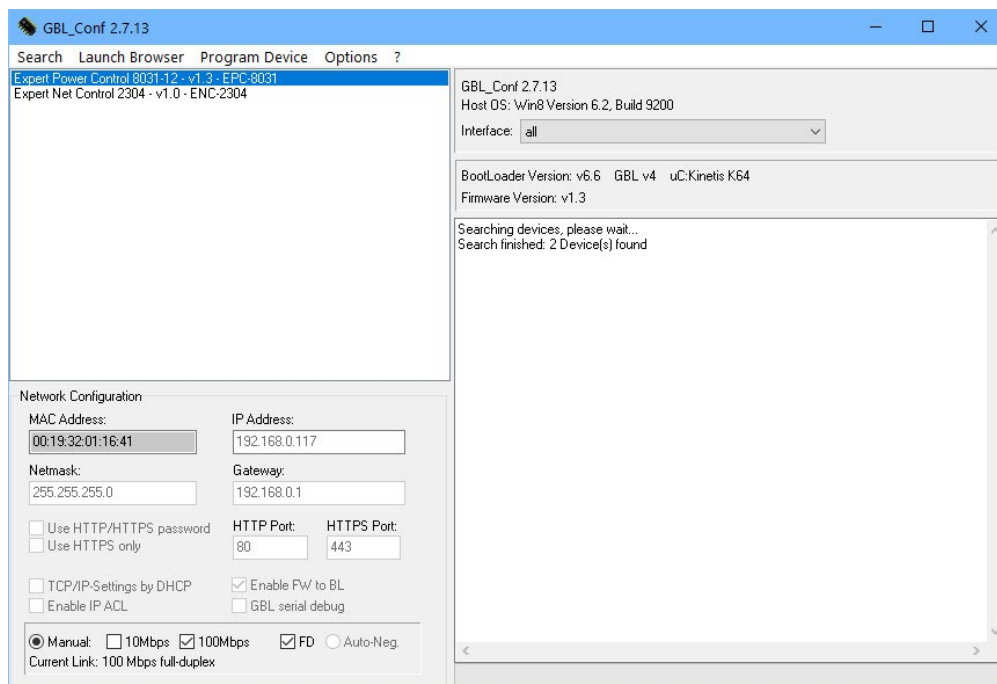 GBL_Conf 2.7.13
Search Launch Browser Program Device Options ?
Expert Power Control 8031-12 - v1.3 - EPC-8031
Expert Net Control 2304 - v1.0 - ENC-2304
GBL_Conf 2.7.13
Host OS: Win8 Version 6.2, Build 9200
Interface: all
BootLoader Version: v6.6 GBL v4 uC:Kinetis K64
Firmware Version: v1.3
Searching devices, please wait...
Search finished: 2 Device(s) found
Network Configuration
MAC Address: IP Address:
00:19:32:01:16:41 192.168.0.117
Netmask: Gateway:
255.255.255.0 192.168.0.1
Use HTTP/HTTPS password HTTP Port: HTTPS Port:
Use HTTPS only 80 443
TCP/IP-Settings by DHCP Enable FW to BL
Enable IP ACL GBL serial debug
Manual: 10Mbps 100Mbps FD Auto-Neg.
Current Link: 100 Mbps full-duplex